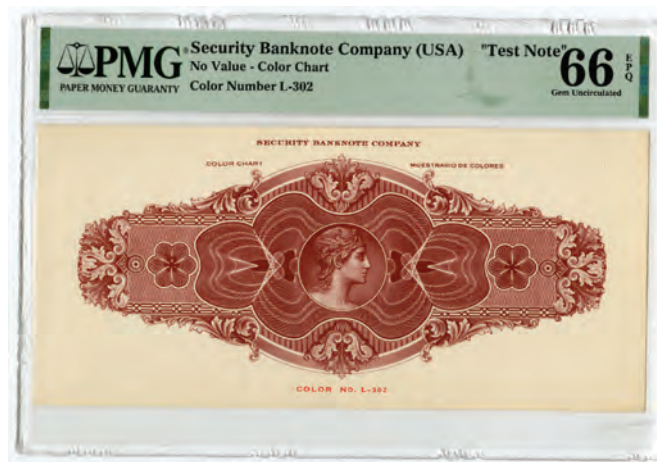 PMG
PAPER MONEY GUARANTY
Security Banknote Company (USA) "Test Note"
No Value - Color Chart
Color Number L-302
66 EPQ
Gem Uncirculated
SECURITY BANKNOTE COMPANY
COLOR CHART MUESTRARIO DE COLORES
COLOR NO. L-302